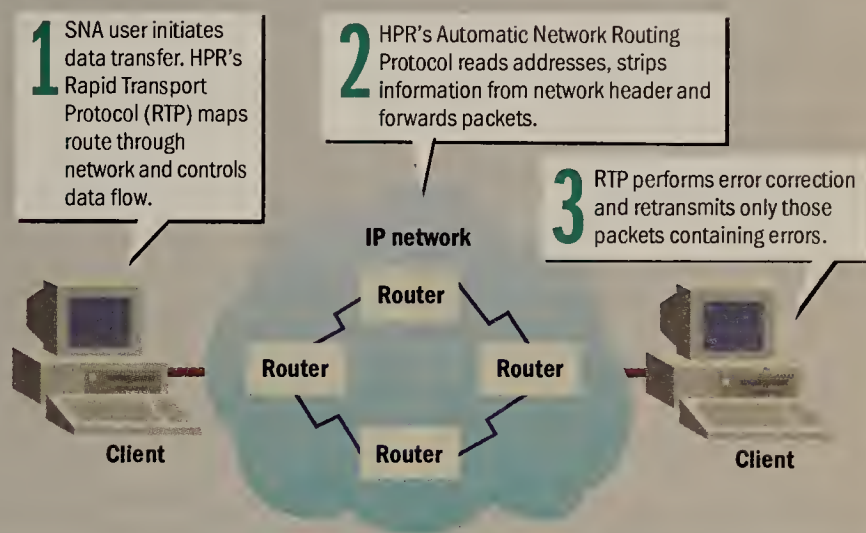 1
SNA user initiates
data transfer. HPR's
Rapid Transport
Protocol (RTP) maps
route through
network and controls
data flow.
2
HPR's Automatic Network Routing
Protocol reads addresses, strips
information from network header and
forwards packets.
3
RTP performs error correction
and retransmits only those
packets containing errors.
IP network
Router
Router
Router
Router
Client
Client